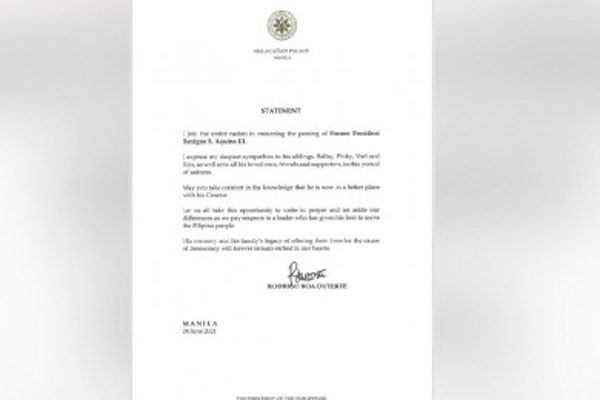 MALACAÑAN PALACE
MANILA
STATEMENT
I join the entire nation in mourning the passing of Former President
Benigno S. Aquino III.
I express my deepest sympathies to his siblings, Ballsy, Pinky, Viel and
Kris, as well as to all his loved ones, friends and supporters, in this period
of sadness.
May you take comfort in the knowledge that he is now in a better place
with his Creator.
Let us all take this opportunity to unite in prayer and set aside our
differences as we pay respects to a leader who has given his best to serve
the Filipino people.
His memory and his family's legacy of offering their lives for the cause
of democracy will forever remain etched in our hearts.
RODRIGO ROA DUTERTE
MANILA
24 June 2021
THE PRESIDENT OF THE PHILIPPINES